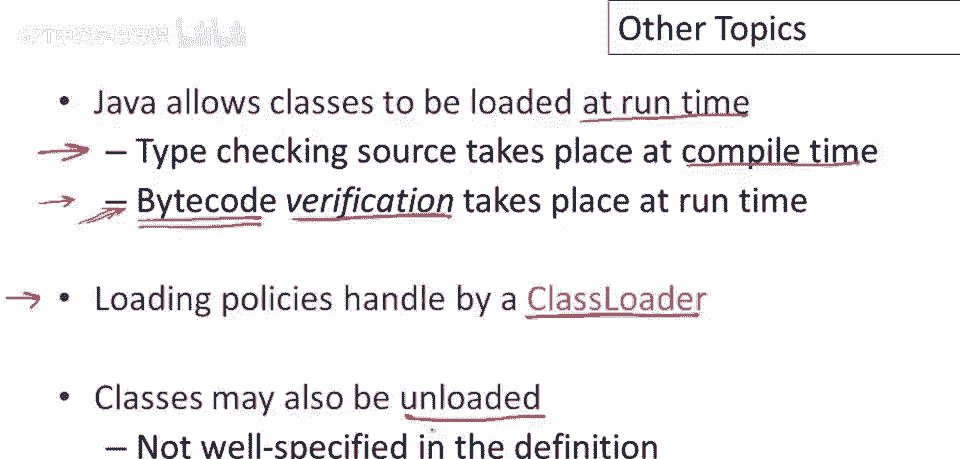 Other Topics
• Java allows classes to be loaded at run time
– Type checking source takes place at compile time
– Bytecode verification takes place at run time
• Loading policies handle by a ClassLoader
• Classes may also be unloaded
– Not well-specified in the definition